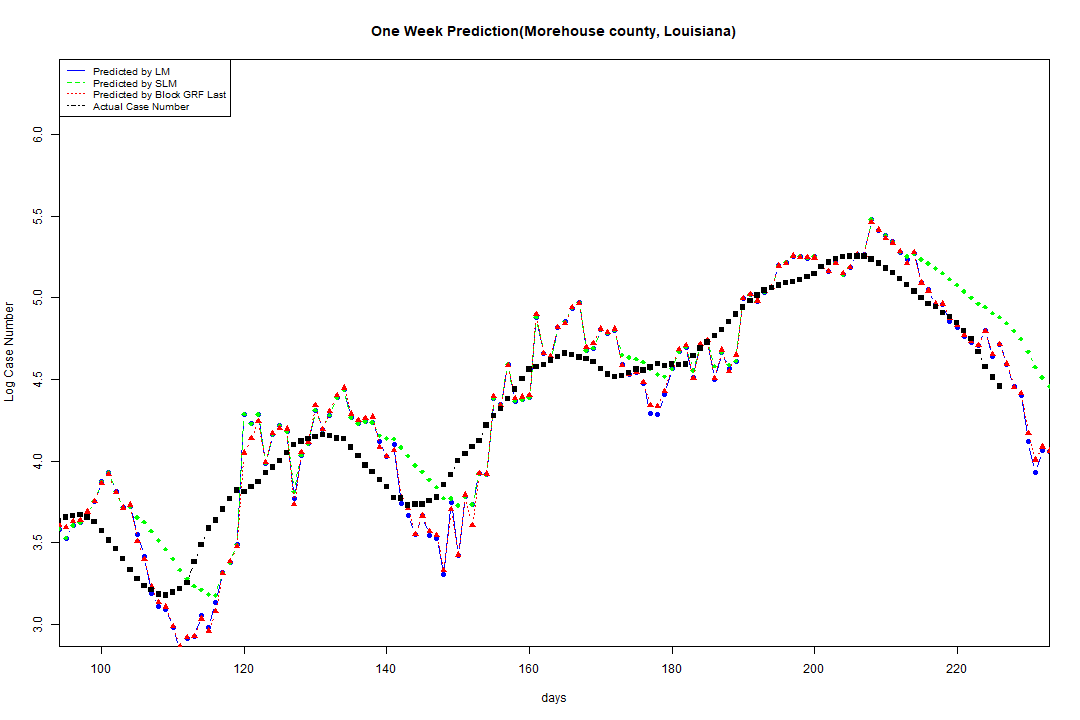 One Week Prediction(Morehouse county, Louisiana)
Predicted by LM
Predicted by SLM
Predicted by Block GRF Last
Actual Case Number
Log Case Number
6.0
5.5
5.0
4.5
4.0
3.5
3.0
100 120 140 160 180 200 220
days